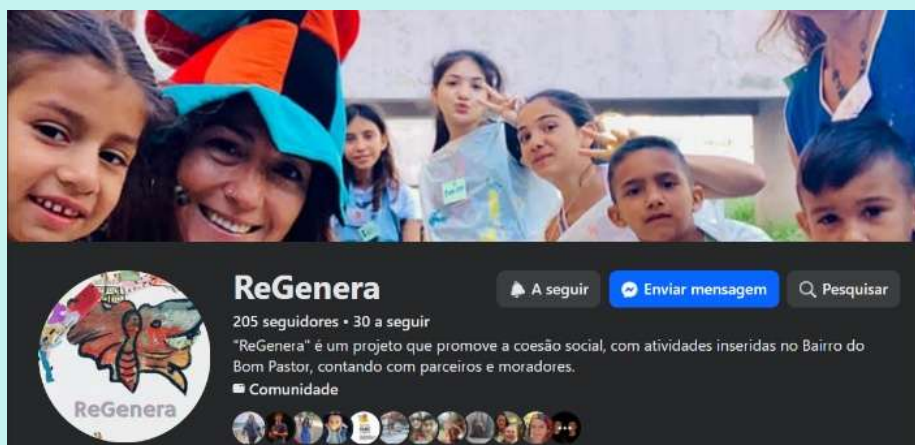 ReGenera
A seguir
Enviar mensagem
Pesquisar
205 seguidores • 30 a seguir
"ReGenera" é um projeto que promove a coesão social, com atividades inseridas no Bairro do
Bom Pastor, contando com parceiros e moradores.
Comunidade
ReGenera